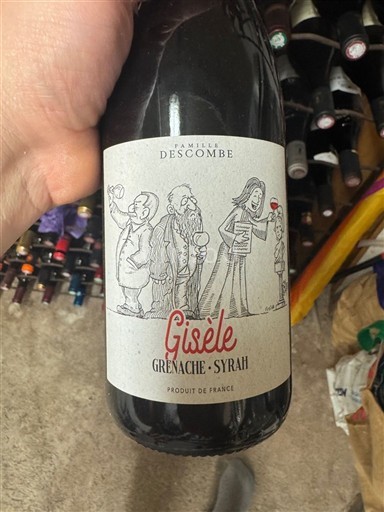 FAMILLE
DESCOMBE
Gisèle
GRENACHE · SYRAH
PRODUIT DE FRANCE